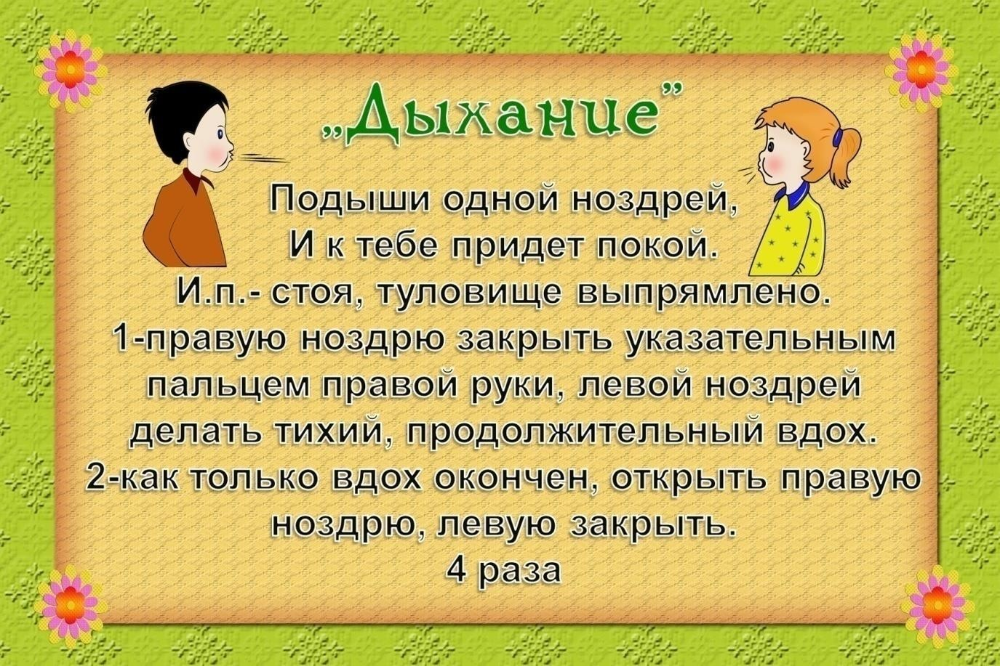 „Дыхание”
Подыши одной ноздрей,
И к тебе придет покой.
И.п.- стоя, туловище выпрямлено.
1-правую ноздрю закрыть указательным
пальцем правой руки, левой ноздрей
делать тихий, продолжительный вдох.
2-как только вдох окончен, открыть правую
ноздрю, левую закрыть.
4 раза